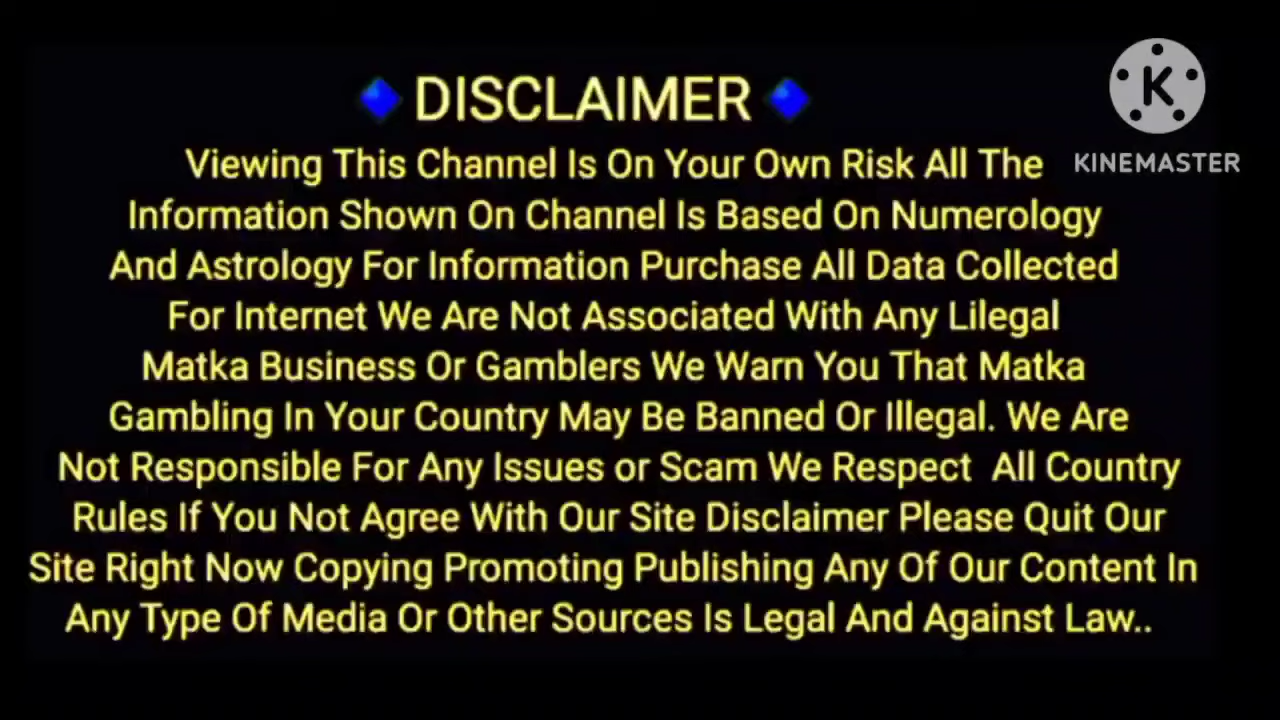 DISCLAIMER
KINEMASTER
Viewing This Channel Is On Your Own Risk All The
Information Shown On Channel Is Based On Numerology
And Astrology For Information Purchase All Data Collected
For Internet We Are Not Associated With Any Lilegal
Matka Business Or Gamblers We Warn You That Matka
Gambling In Your Country May Be Banned Or Illegal. We Are
Not Responsible For Any Issues or Scam We Respect  All Country
Rules If You Not Agree With Our Site Disclaimer Please Quit Our
Site Right Now Copying Promoting Publishing Any Of Our Content In
Any Type Of Media Or Other Sources Is Legal And Against Law..